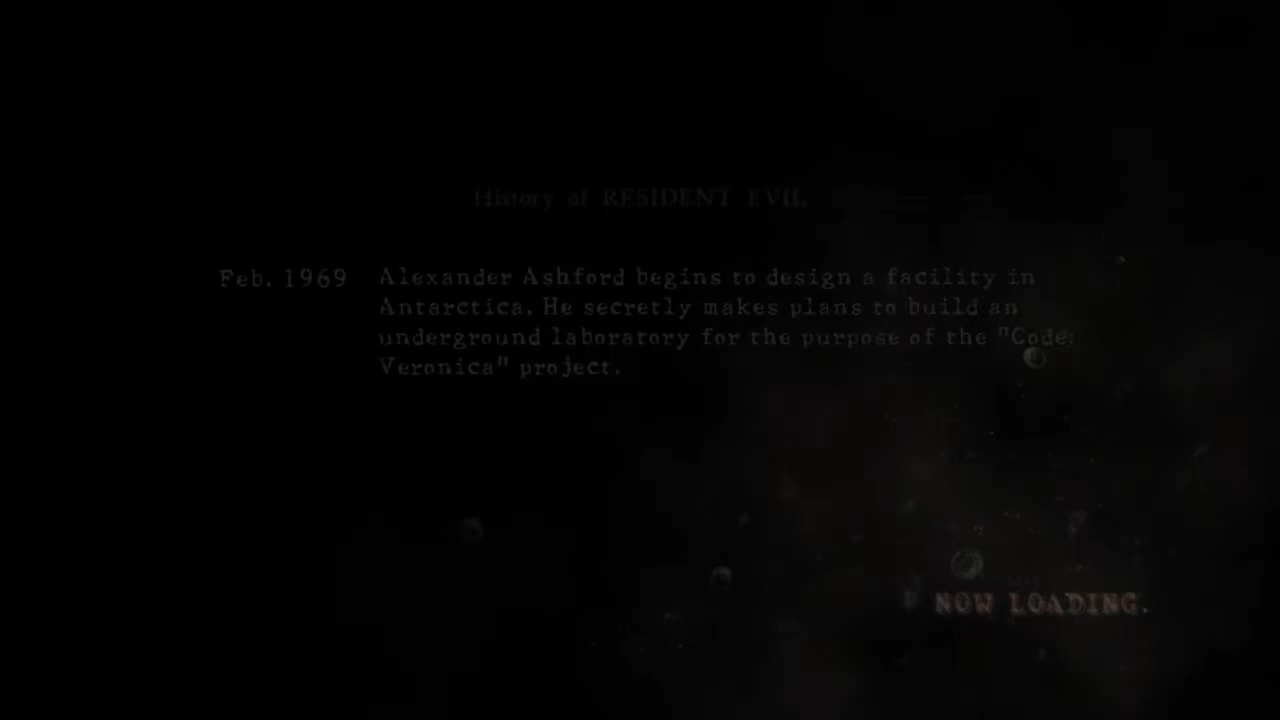 History of RESIDENT EVIL
Feb. 1969
Alexander Ashford begins to design a facility in
Antarctica. He secretly makes plans to build an
underground laboratory for the purpose of the "Code:
Veronica" project.
NOW LOADING.